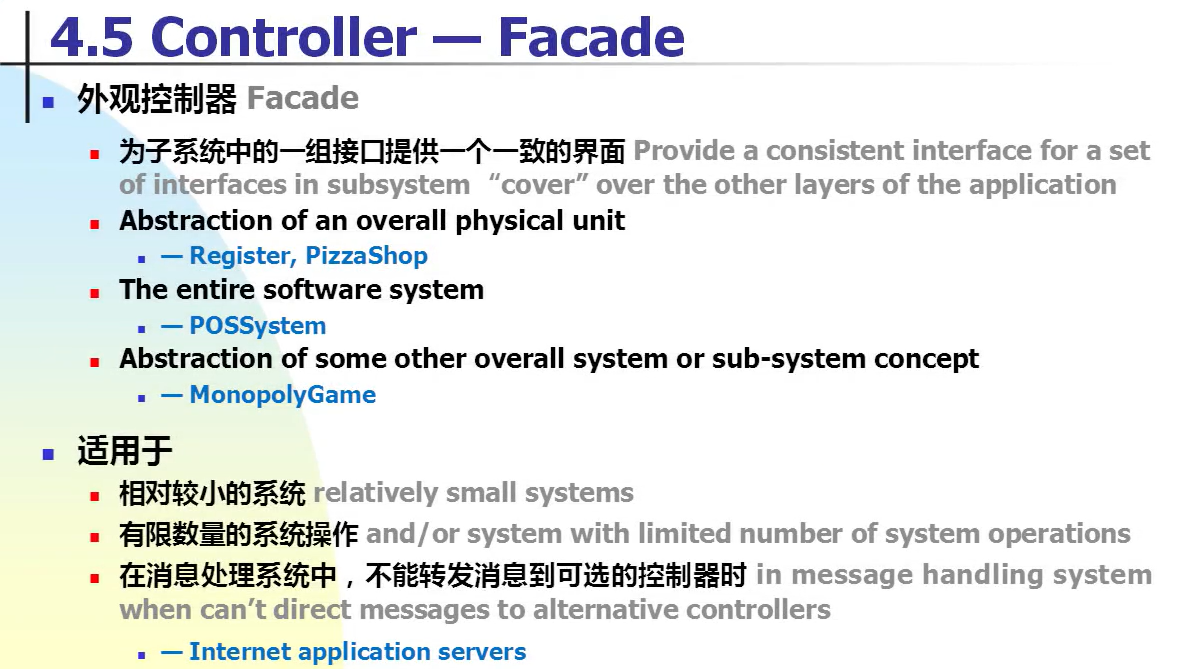 4.5 Controller — Facade
外观控制器 Facade
为子系统中的一组接口提供一个一致的界面 Provide a consistent interface for a set
of interfaces in subsystem “cover” over the other layers of the application
Abstraction of an overall physical unit
— Register, PizzaShop
The entire software system
— POSSystem
Abstraction of some other overall system or sub-system concept
— MonopolyGame
适用于
相对较小的系统 relatively small systems
有限数量的系统操作 and/or system with limited number of system operations
在消息处理系统中，不能转发消息到可选的控制器时 in message handling system
when can’t direct messages to alternative controllers
— Internet application servers